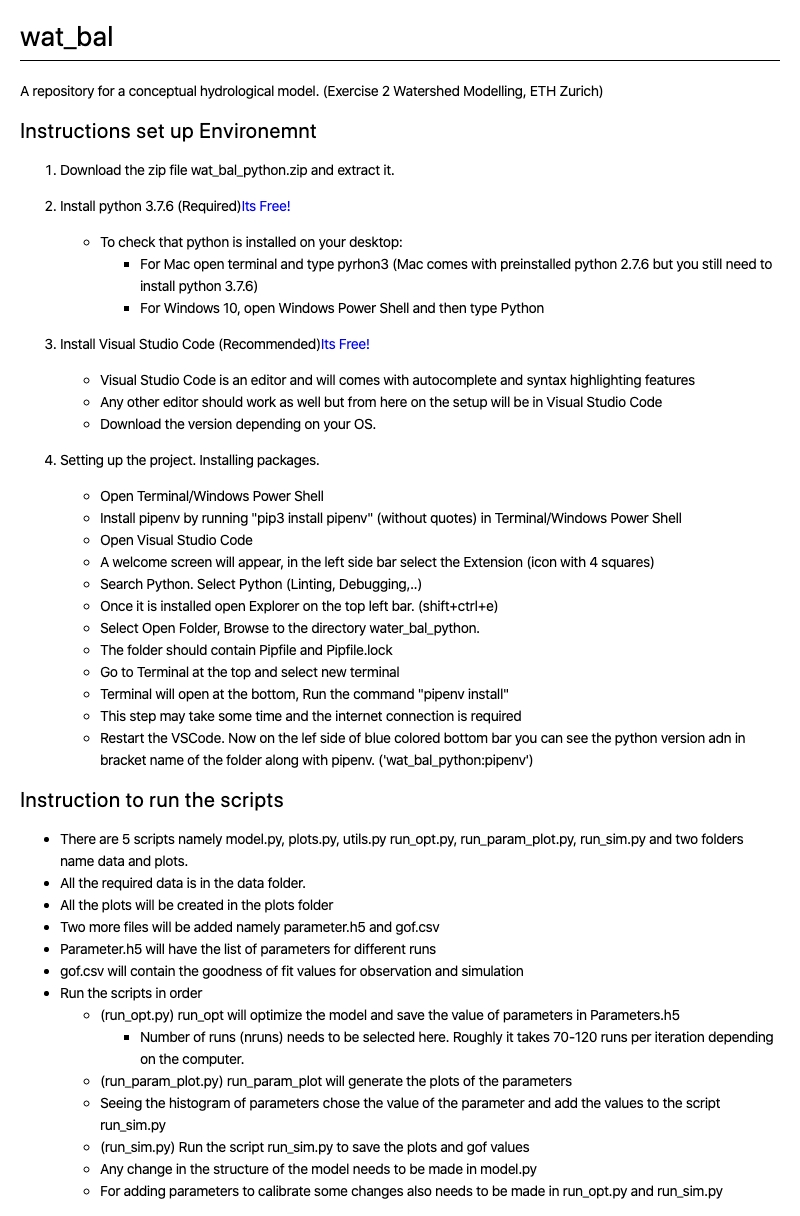 wat_bal
A repository for a conceptual hydrological model. (Exercise 2 Watershed Modelling, ETH Zurich)
Instructions set up Environemnt
1. Download the zip file wat_bal_python.zip and extract it.
2. Install python 3.7.6 (Required)Its Free!
To check that python is installed on your desktop:
For Mac open terminal and type pyrhon3 (Mac comes with preinstalled python 2.7.6 but you still need to
install python 3.7.6)
For Windows 10, open Windows Power Shell and then type Python
3. Install Visual Studio Code (Recommended)Its Free!
Visual Studio Code is an editor and will comes with autocomplete and syntax highlighting features
Any other editor should work as well but from here on the setup will be in Visual Studio Code
Download the version depending on your OS.
4. Setting up the project. Installing packages.
Open Terminal/Windows Power Shell
Install pipenv by running "pip3 install pipenv" (without quotes) in Terminal/Windows Power Shell
Open Visual Studio Code
A welcome screen will appear, in the left side bar select the Extension (icon with 4 squares)
Search Python. Select Python (Linting, Debugging,..)
Once it is installed open Explorer on the top left bar. (shift+ctrl+e)
Select Open Folder, Browse to the directory water_bal_python.
The folder should contain Pipfile and Pipfile.lock
Go to Terminal at the top and select new terminal
Terminal will open at the bottom, Run the command "pipenv install"
This step may take some time and the internet connection is required
Restart the VSCode. Now on the lef side of blue colored bottom bar you can see the python version adn in
bracket name of the folder along with pipenv. ('wat_bal_python:pipenv')
Instruction to run the scripts
There are 5 scripts namely model.py, plots.py, utils.py run_opt.py, run_param_plot.py, run_sim.py and two folders
name data and plots.
All the required data is in the data folder.
All the plots will be created in the plots folder
Two more files will be added namely parameter.h5 and gof.csv
Parameter.h5 will have the list of parameters for different runs
gof.csv will contain the goodness of fit values for observation and simulation
Run the scripts in order
(run_opt.py) run_opt will optimize the model and save the value of parameters in Parameters.h5
Number of runs (nruns) needs to be selected here. Roughly it takes 70-120 runs per iteration depending
on the computer.
(run_param_plot.py) run_param_plot will generate the plots of the parameters
Seeing the histogram of parameters chose the value of the parameter and add the values to the script
run_sim.py
(run_sim.py) Run the script run_sim.py to save the plots and gof values
Any change in the structure of the model needs to be made in model.py
For adding parameters to calibrate some changes also needs to be made in run_opt.py and run_sim.py